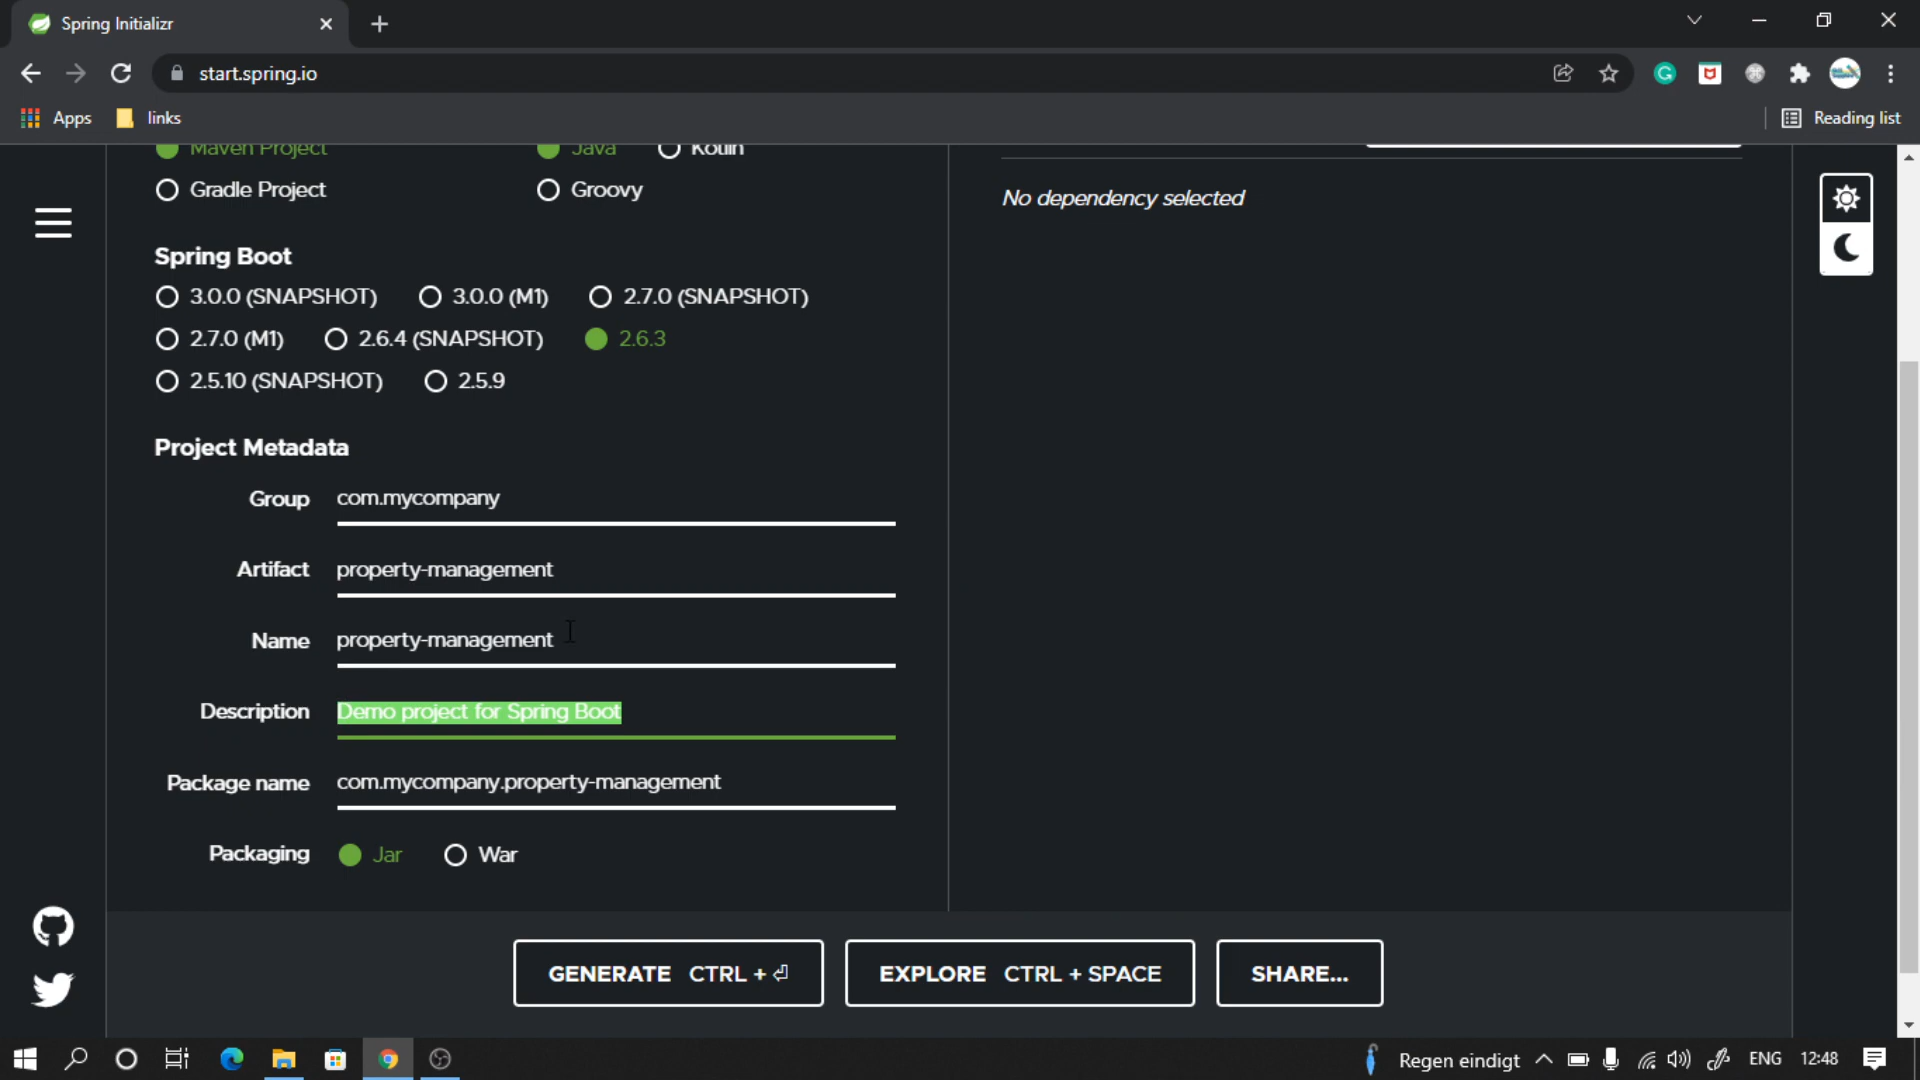 Spring Initializr
start.spring.io
Apps links Reading list
Maven Project Java Kotlin
Gradle Project Groovy
No dependency selected
Spring Boot
3.0.0 (SNAPSHOT) 3.0.0 (M1) 2.7.0 (SNAPSHOT)
2.7.0 (M1) 2.6.4 (SNAPSHOT) 2.6.3
2.5.10 (SNAPSHOT) 2.5.9
Project Metadata
Group com.mycompany
Artifact property-management
Name property-management
Description Demo project for Spring Boot
Package name com.mycompany.property-management
Packaging Jar War
GENERATE CTRL + ⏎ EXPLORE CTRL + SPACE SHARE...
Regen eindigt ENG 12:48